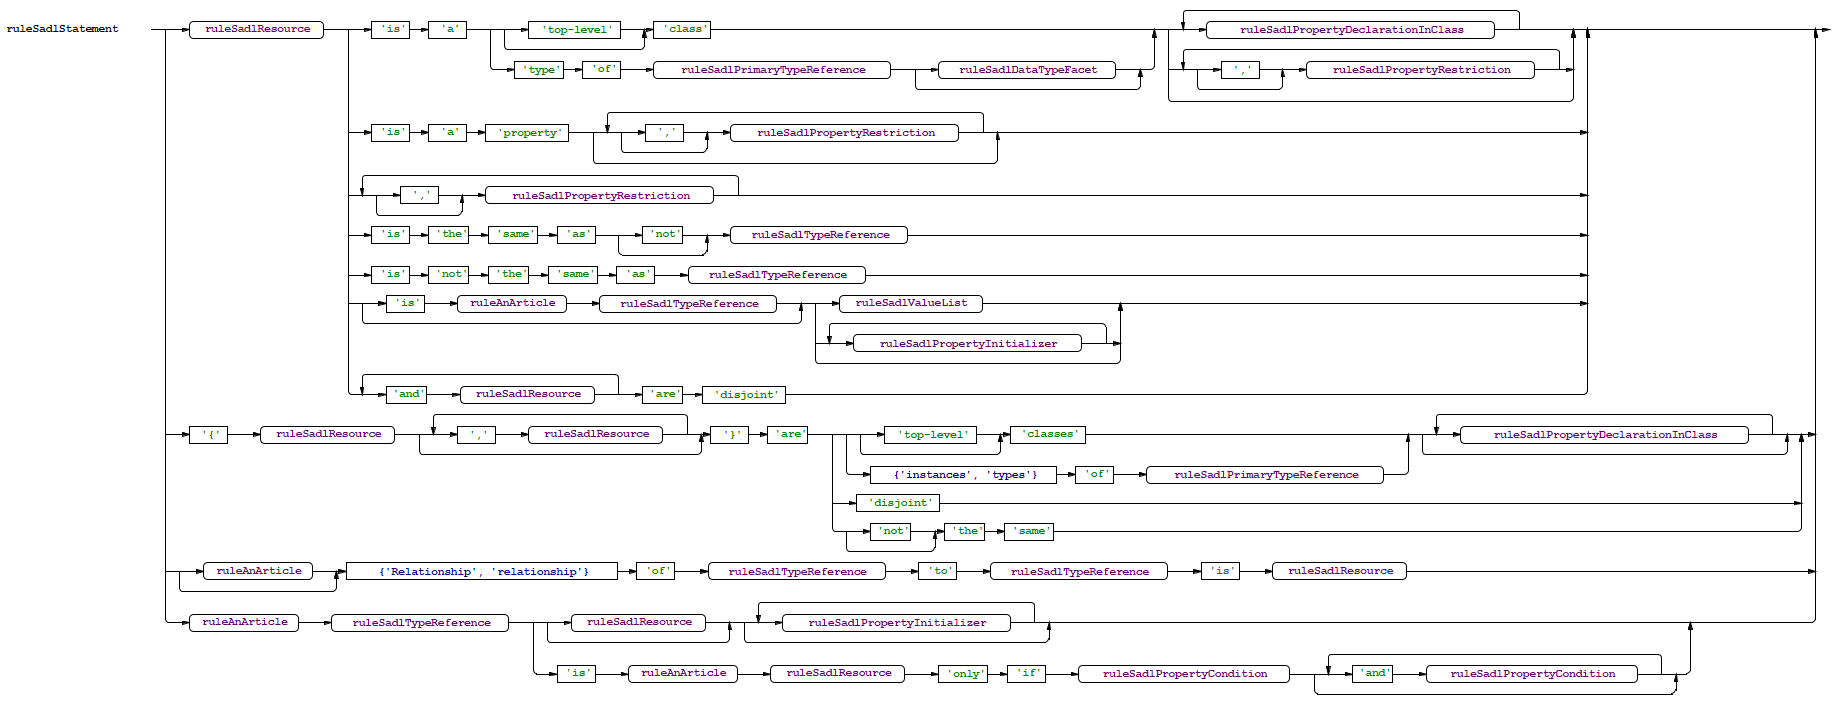 ruleSadlStatement ruleSadlResource 'is' 'a' 'top-level' 'class' ruleSadlPropertyDeclarationInClass
'type' 'of' ruleSadlPrimaryTypeReference ruleSadlDataTypeFacet ',' ruleSadlPropertyRestriction
'is' 'a' 'property' ',' ruleSadlPropertyRestriction
',' ruleSadlPropertyRestriction
'is' 'the' 'same' 'as' 'not' ruleSadlTypeReference
'is' 'not' 'the' 'same' 'as' ruleSadlTypeReference
'is' ruleAnArticle ruleSadlTypeReference ruleSadlValueList
ruleSadlPropertyInitializer
'and' ruleSadlResource 'are' 'disjoint'
'{' ruleSadlResource ',' ruleSadlResource '}' 'are' 'top-level' 'classes' ruleSadlPropertyDeclarationInClass
{'instances', 'types'} 'of' ruleSadlPrimaryTypeReference
'disjoint'
'not' 'the' 'same'
ruleAnArticle {'Relationship', 'relationship'} 'of' ruleSadlTypeReference 'to' ruleSadlTypeReference 'is' ruleSadlResource
ruleAnArticle ruleSadlTypeReference ruleSadlResource ruleSadlPropertyInitializer
'is' ruleAnArticle ruleSadlResource 'only' 'if' ruleSadlPropertyCondition 'and' ruleSadlPropertyCondition